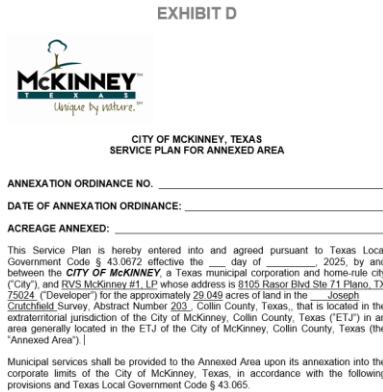 EXHIBIT D
McKINNEY
TEXAS
Unique by nature.
CITY OF MCKINNEY, TEXAS
SERVICE PLAN FOR ANNEXED AREA
ANNEXATION ORDINANCE NO. ____________________
DATE OF ANNEXATION ORDINANCE: ____________________
ACREAGE ANNEXED: ____________________
This Service Plan is hereby entered into and agreed pursuant to Texas Local
Government Code § 43.0672 effective the ___ day of ________, 2025, by and
between the CITY OF McKINNEY, a Texas municipal corporation and home-rule city
("City"), and RVS McKinney #1, LP whose address is 8105 Rasor Blvd Ste 71 Plano, TX
75024 ("Developer") for the approximately 29.049 acres of land in the ___Joseph
Crutchfield Survey, Abstract Number 203 , Collin County, Texas,, that is located in the
extraterritorial jurisdiction of the City of McKinney, Collin County, Texas ("ETJ") in an
area generally located in the ETJ of the City of McKinney, Collin County, Texas (the
"Annexed Area").
Municipal services shall be provided to the Annexed Area upon its annexation into the
corporate limits of the City of McKinney, Texas, in accordance with the following
provisions and Texas Local Government Code § 43.065.